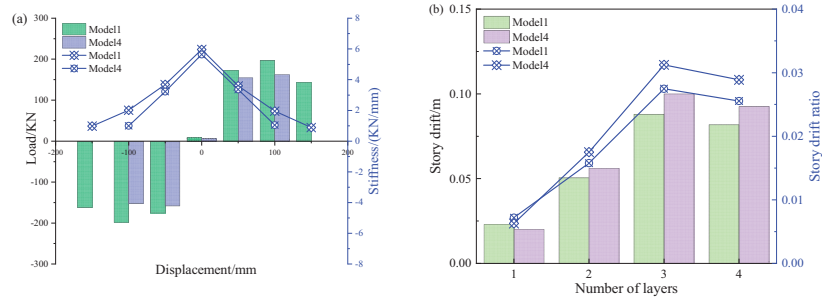 (a)
300
200
100
0
-100
-200
-300
Load/KN
-200
-100
0
100
200
8
6
4
2
0
-2
-4
-6
-8
Stiffness/(KN/mm)
Model1
Model4
Model1
Model4
Displacement/mm
(b)
0.15
0.10
0.05
0.00
Story drift/m
Model1
Model4
Model1
Model4
0.04
0.03
0.02
0.01
0.00
Story drift ratio
1
2
3
4
Number of layers